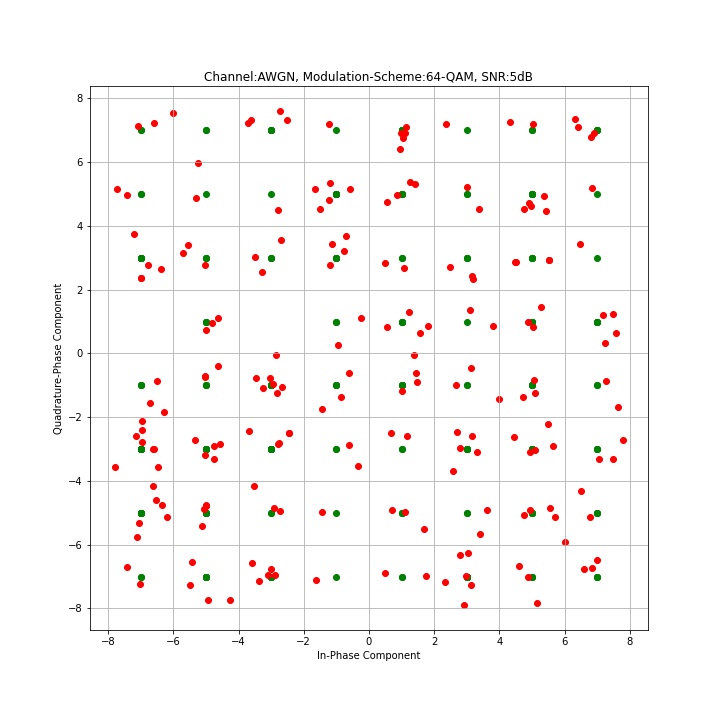 Channel:AWGN, Modulation-Scheme:64-QAM, SNR:5dB
8
6
4
2
0
−2
−4
−6
−8
Quadrature-Phase Component
−8 −6 −4 −2 0 2 4 6 8
In-Phase Component